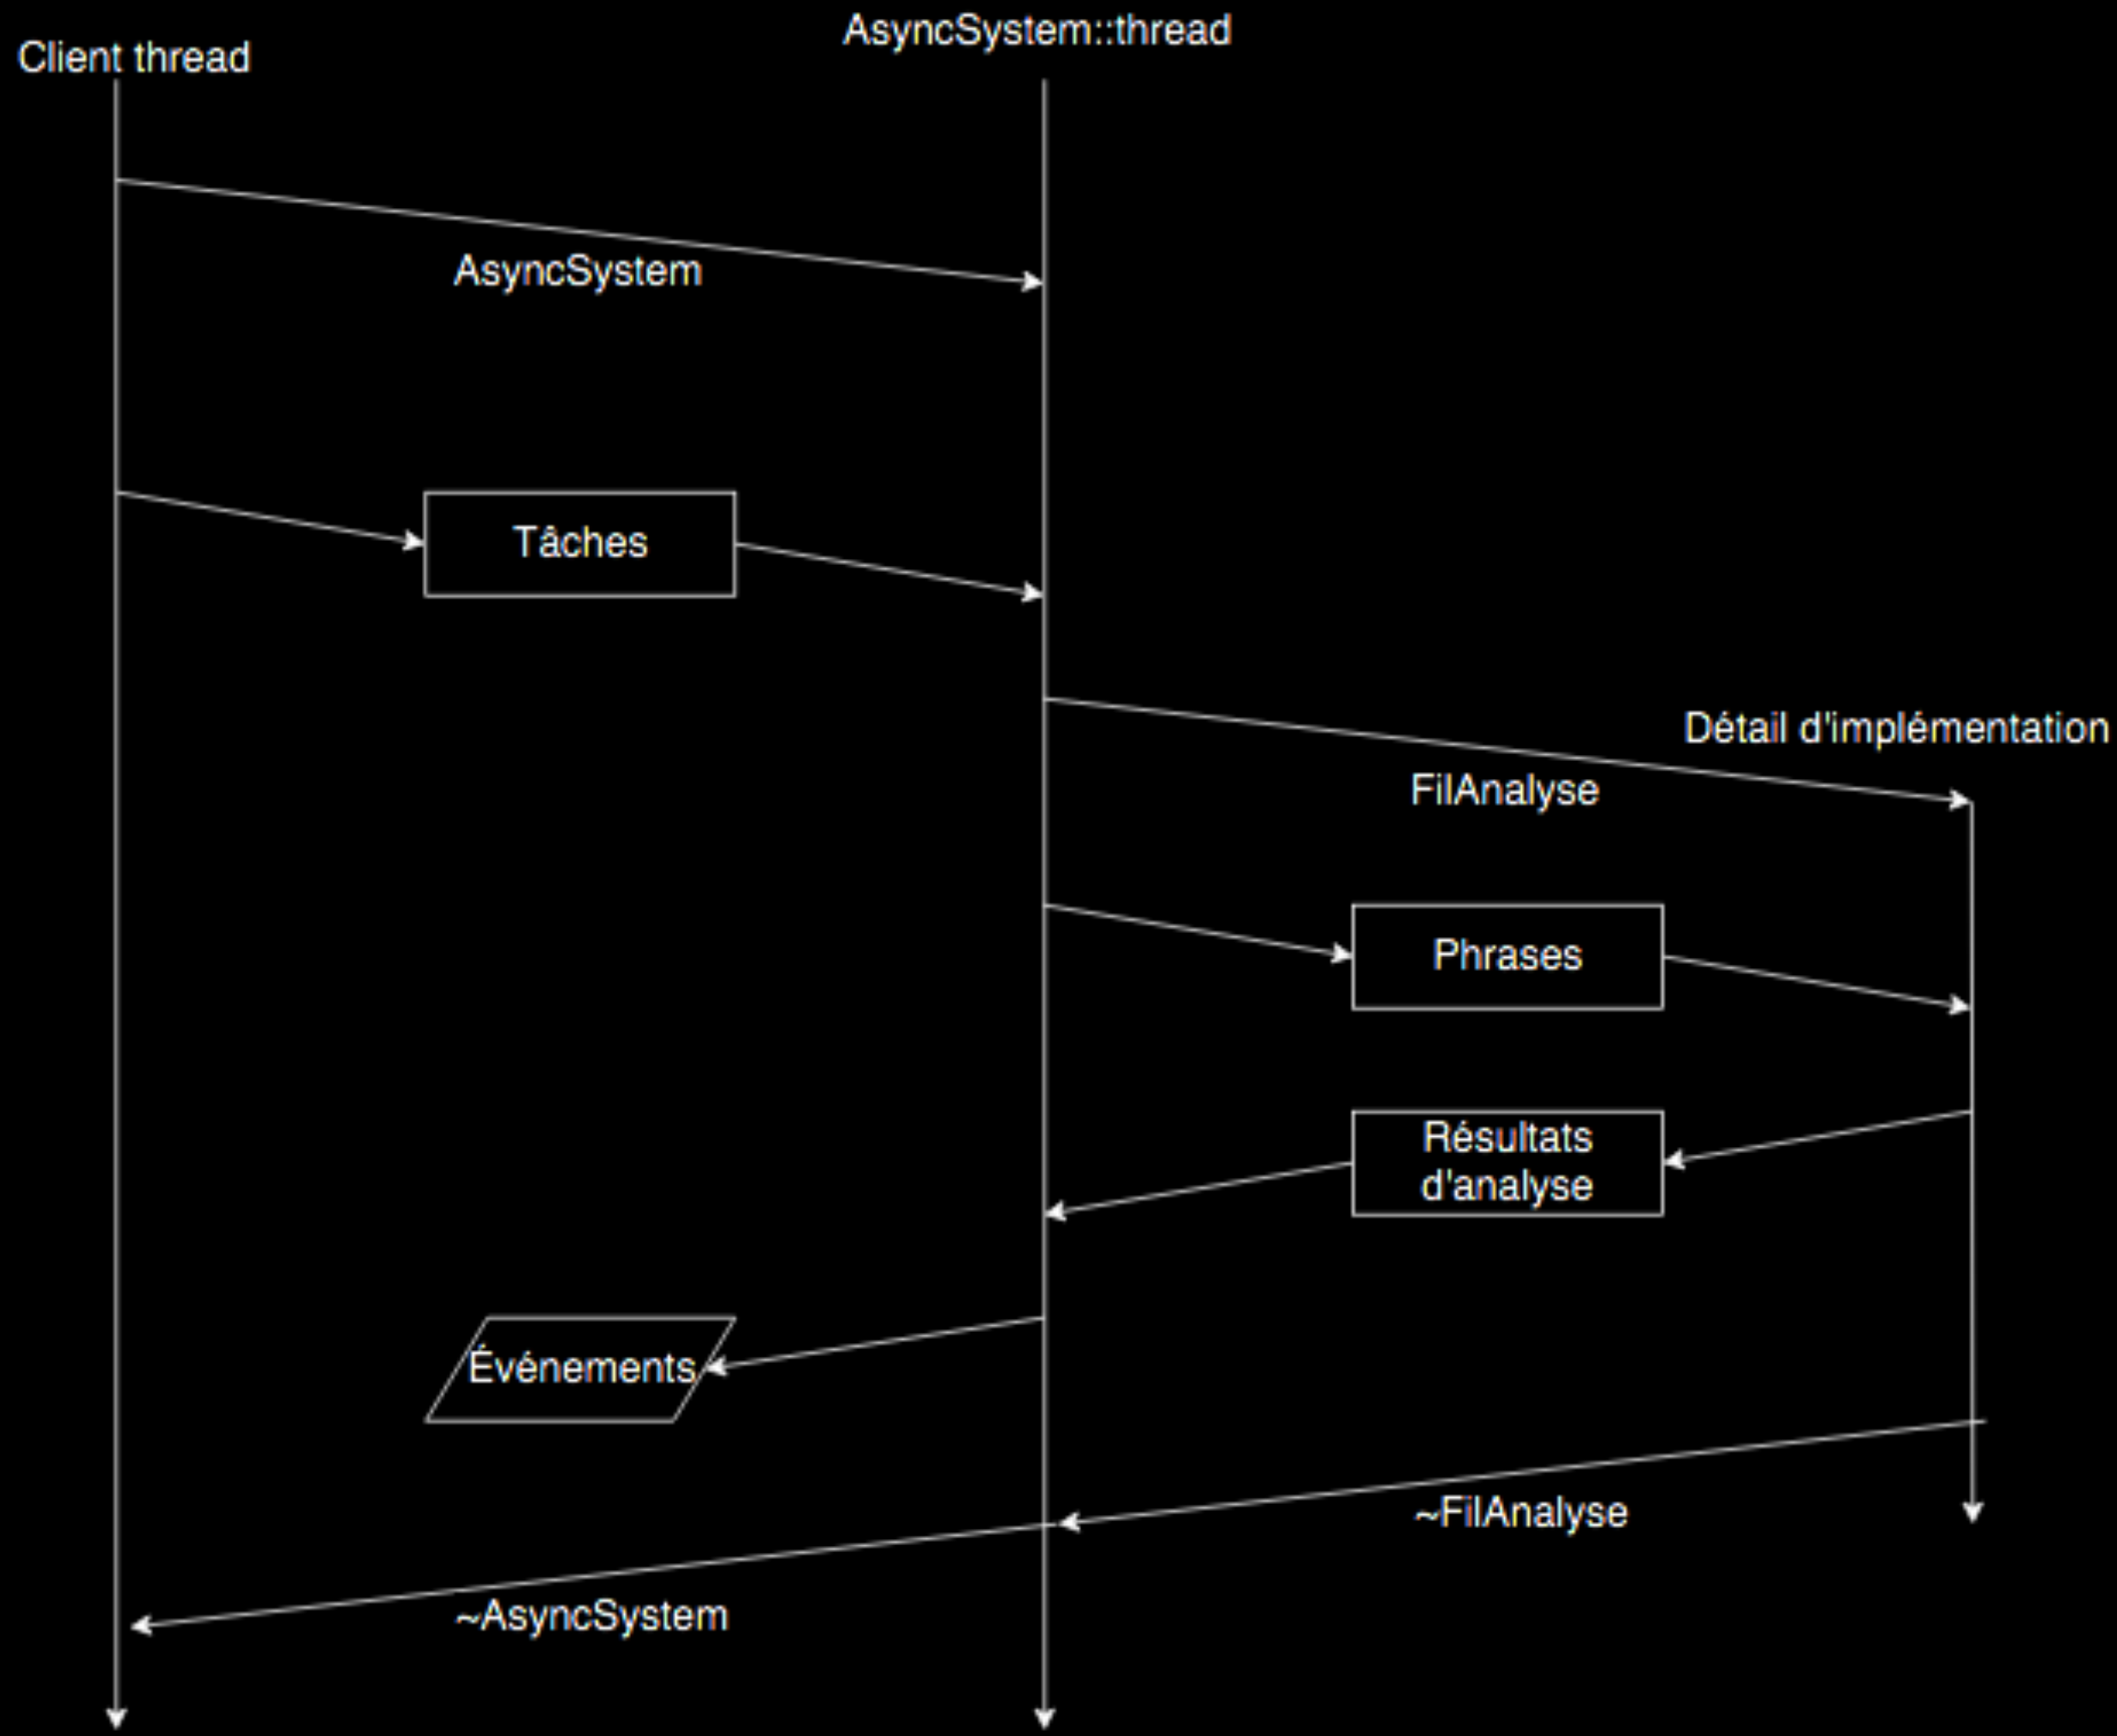 AsyncSystem::thread
Client thread
AsyncSystem
Tâches
Détail d'implémentation
FilAnalyse
Phrases
Résultats
d'analyse
Événements
~FilAnalyse
~AsyncSystem